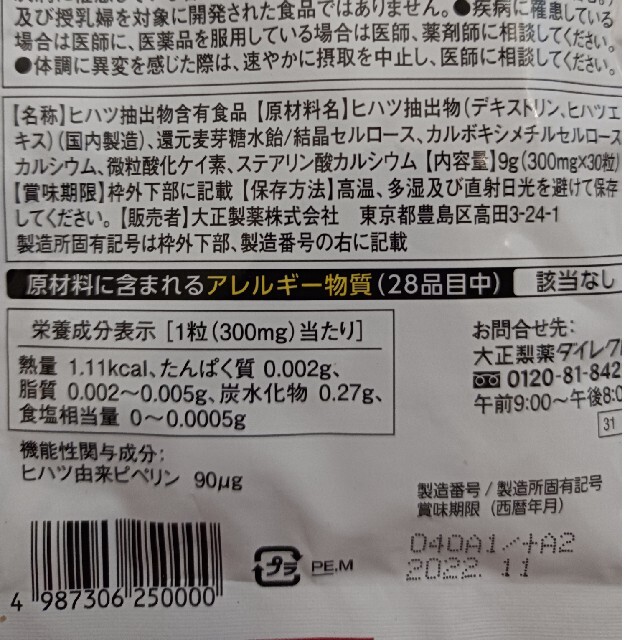 及び授乳婦を対象に開発された食品ではありません。●疾病に罹患している
場合は医師に、医薬品を服用している場合は医師、薬剤師に相談してください。
●体調に異変を感じた際は、速やかに摂取を中止し、医師に相談してください。
【名称】ヒハツ抽出物含有食品【原材料名】ヒハツ抽出物(デキストリン、ヒハツエ
キス)(国内製造)、還元麦芽糖水飴/結晶セルロース、カルボキシメチルセルロース
カルシウム、微粒酸化ケイ素、ステアリン酸カルシウム【内容量】9g(300mg×30粒)
【賞味期限】枠外下部に記載【保存方法】高温、多湿及び直射日光を避けて保存
してください。【販売者】大正製薬株式会社 東京都豊島区高田3-24-1
製造所固有記号は枠外下部、製造番号の右に記載
原材料に含まれるアレルギー物質(28品目中) 該当なし
栄養成分表示[1粒(300mg)当たり]
熱量 1.11kcal、たんぱく質 0.002g、
脂質 0.002～0.005g、炭水化物 0.27g、
食塩相当量 0～0.0005g
機能性関与成分:
ヒハツ由来ピペリン 90μg
お問合せ先:
大正製薬ダイレク
0120-81-842
午前9:00～午後8:0
31
製造番号/製造所固有記号
賞味期限(西暦年月)
040A1/+A2
2022.11
プラ PE,M
4 987306 250000